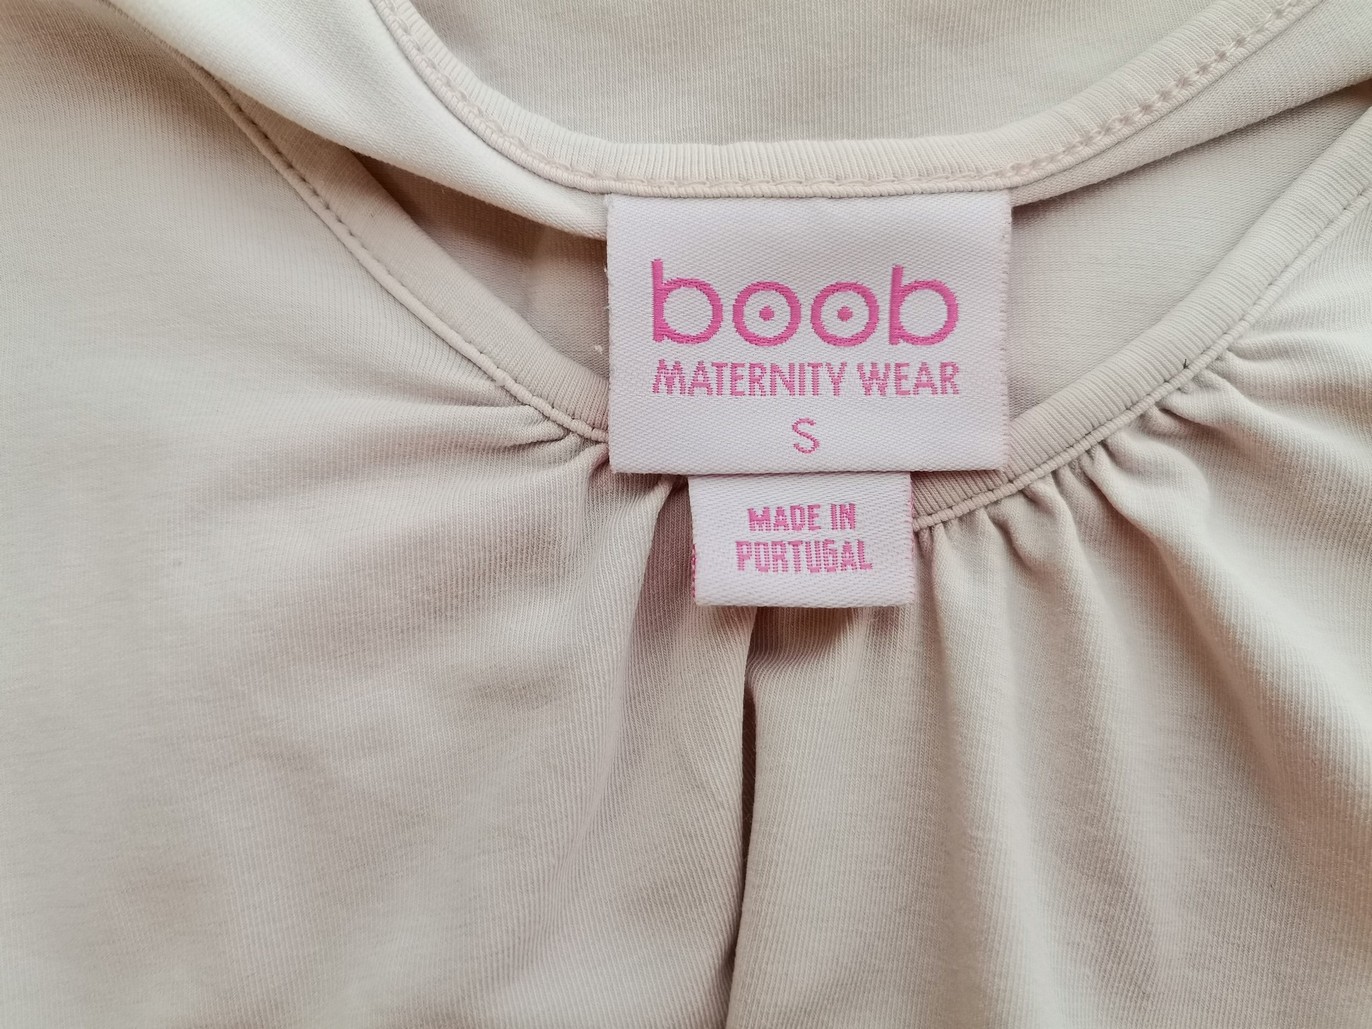 boob
MATERNITY WEAR
S
MADE IN
PORTUGAL